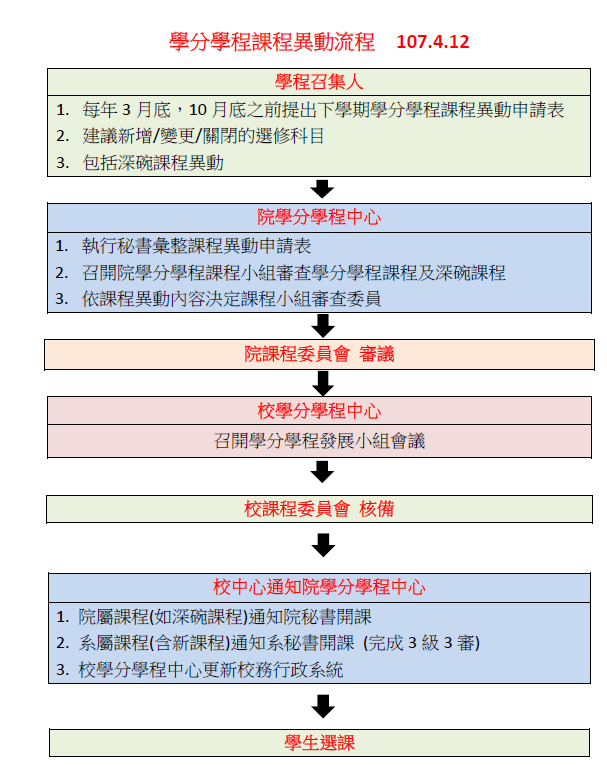 學分學程課程異動流程 107.4.12
學程召集人
1. 每年 3 月底，10 月底之前提出下學期學分學程課程異動申請表
2. 建議新增/變更/關閉的選修科目
3. 包括深碗課程異動
院學分學程中心
1. 執行秘書彙整課程異動申請表
2. 召開院學分學程課程小組審查學分學程課程及深碗課程
3. 依課程異動內容決定課程小組審查委員
院課程委員會 審議
校學分學程中心
召開學分學程發展小組會議
校課程委員會 核備
校中心通知院學分學程中心
1. 院屬課程(如深碗課程)通知院秘書開課
2. 系屬課程(含新課程)通知系秘書開課 (完成 3 級 3 審)
3. 校學分學程中心更新校務行政系統
學生選課